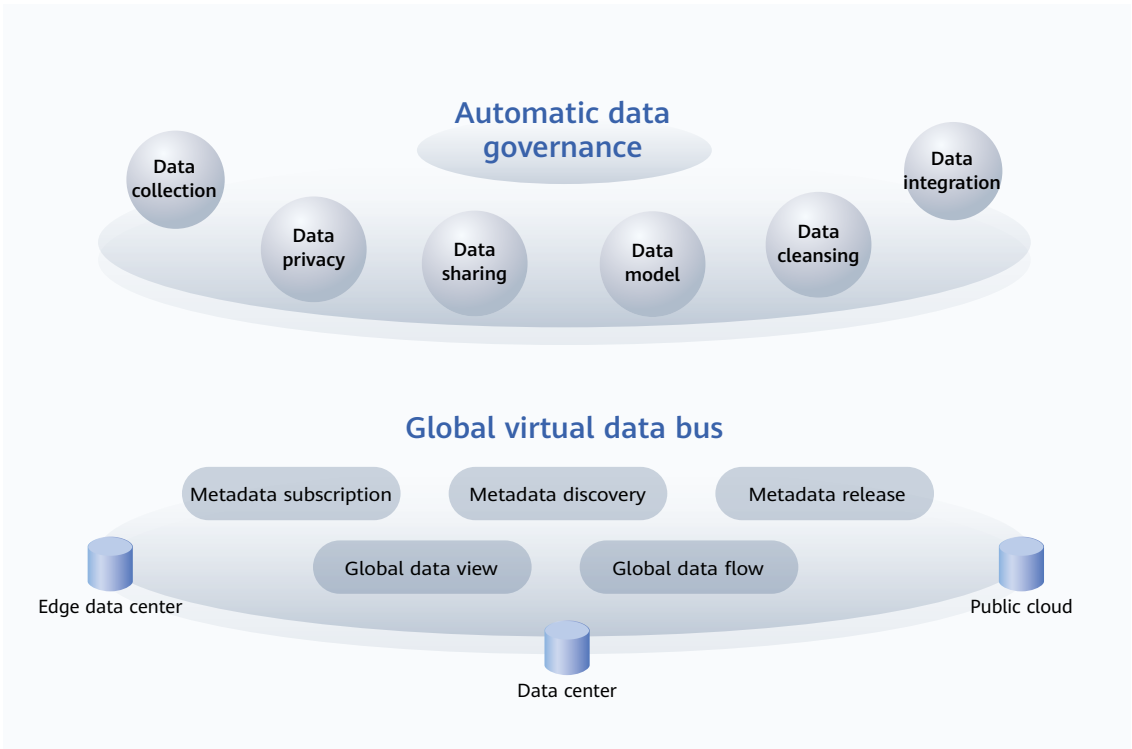 Automatic data
governance
Data
collection
Data
privacy
Data
sharing
Data
model
Data
cleansing
Data
integration
Global virtual data bus
Metadata subscription
Metadata discovery
Metadata release
Global data view
Global data flow
Edge data center
Data center
Public cloud